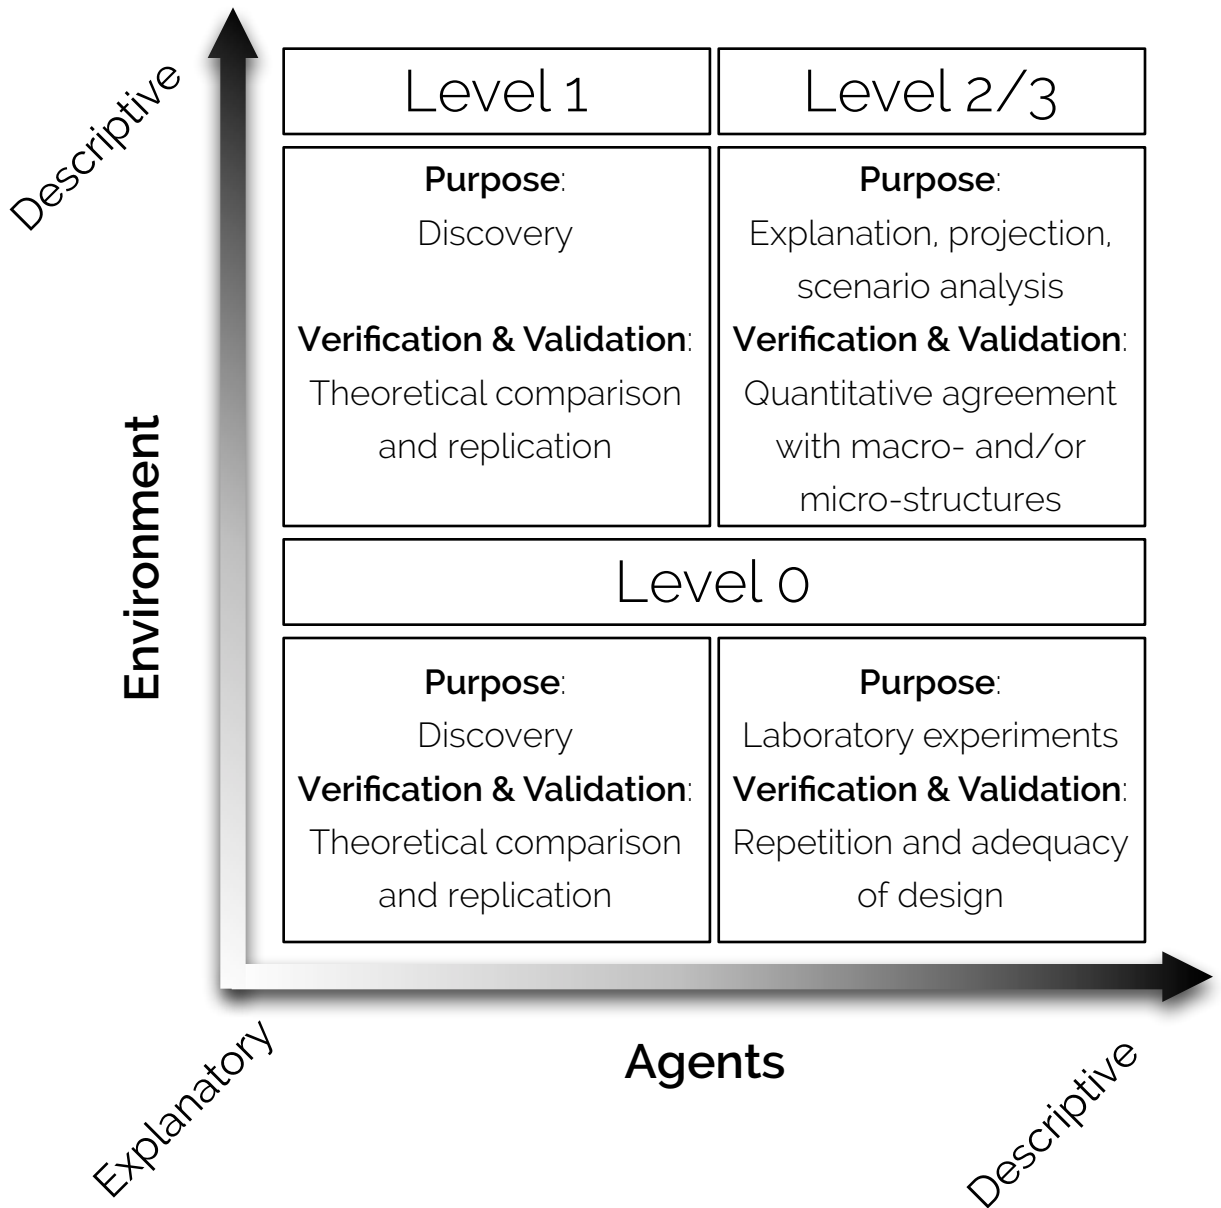 Descriptive
Level 1
Level 2/3
Purpose:
Discovery
Verification & Validation:
Theoretical comparison
and replication
Purpose:
Explanation, projection,
scenario analysis
Verification & Validation:
Quantitative agreement
with macro- and/or
micro-structures
Environment
Level 0
Purpose:
Discovery
Verification & Validation:
Theoretical comparison
and replication
Purpose:
Laboratory experiments
Verification & Validation:
Repetition and adequacy
of design
Explanatory
Agents
Descriptive